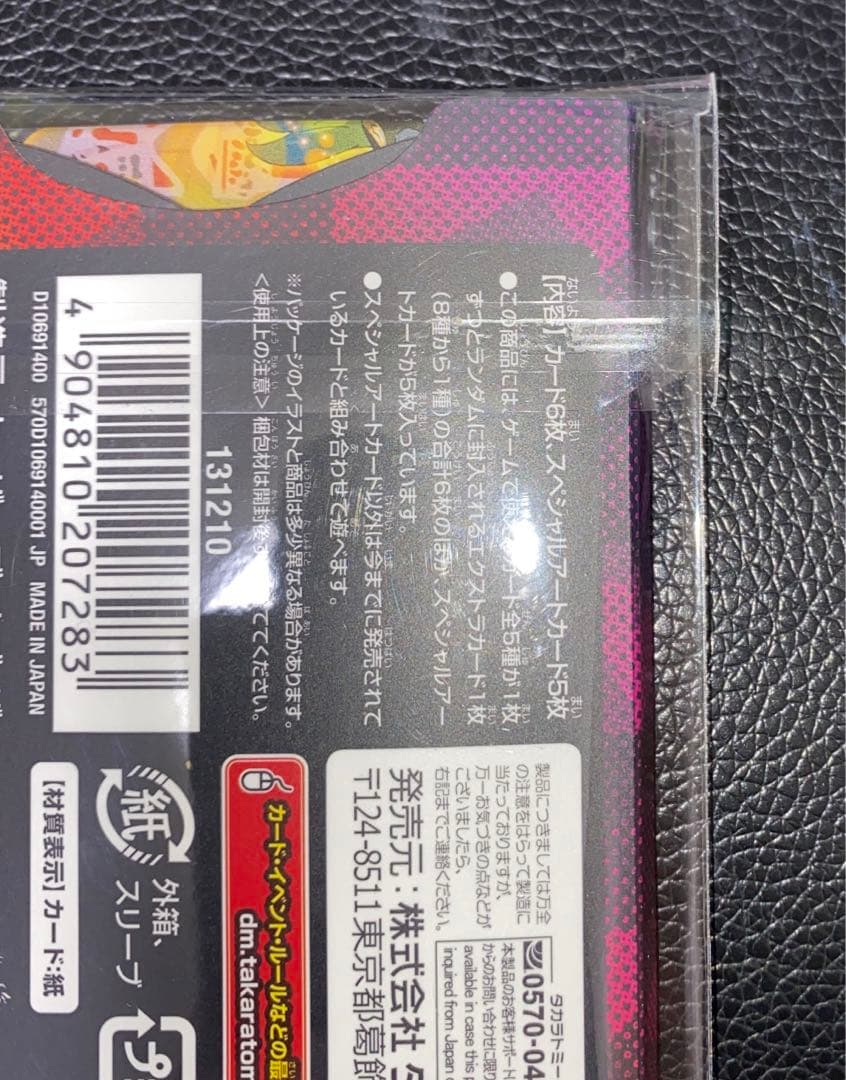 [内容] カード6枚、スペシャルアートカード5枚
●この商品には、ゲームで使 カード全5種が1枚
ずつとランダムに封入されるエクストラカード1枚
(8種から1種)の合計6枚のほか、スペシャルアー
トカードが5枚入っています。
●スペシャルアートカード以外は今までに発売されて
いるカードと組み合わせて遊べます。
※パッケージのイラストと商品は多少異なる場合があります。
<使用上の注意> 梱包材は開封後 てください。
131210
4 904810 207283
D10691400 570D1069140001 JP MADE IN JAPAN
製品につきましては万全
の注意をはらって製造に
当たっておりますが、
万一お気づきの点などが
ございましたら、
右記までご連絡ください。
タカラトミー
0570-04
本製品のお客様サポート
からのお問い合わせに限り
available in case this p
inquired from Japan
発売元:株式会社
〒124-8511 東京都葛飾
カード・イベント・ルールなどの最
dm.takaratom
紙
外箱、
スリーブ
プ
【材質表示】カード:紙